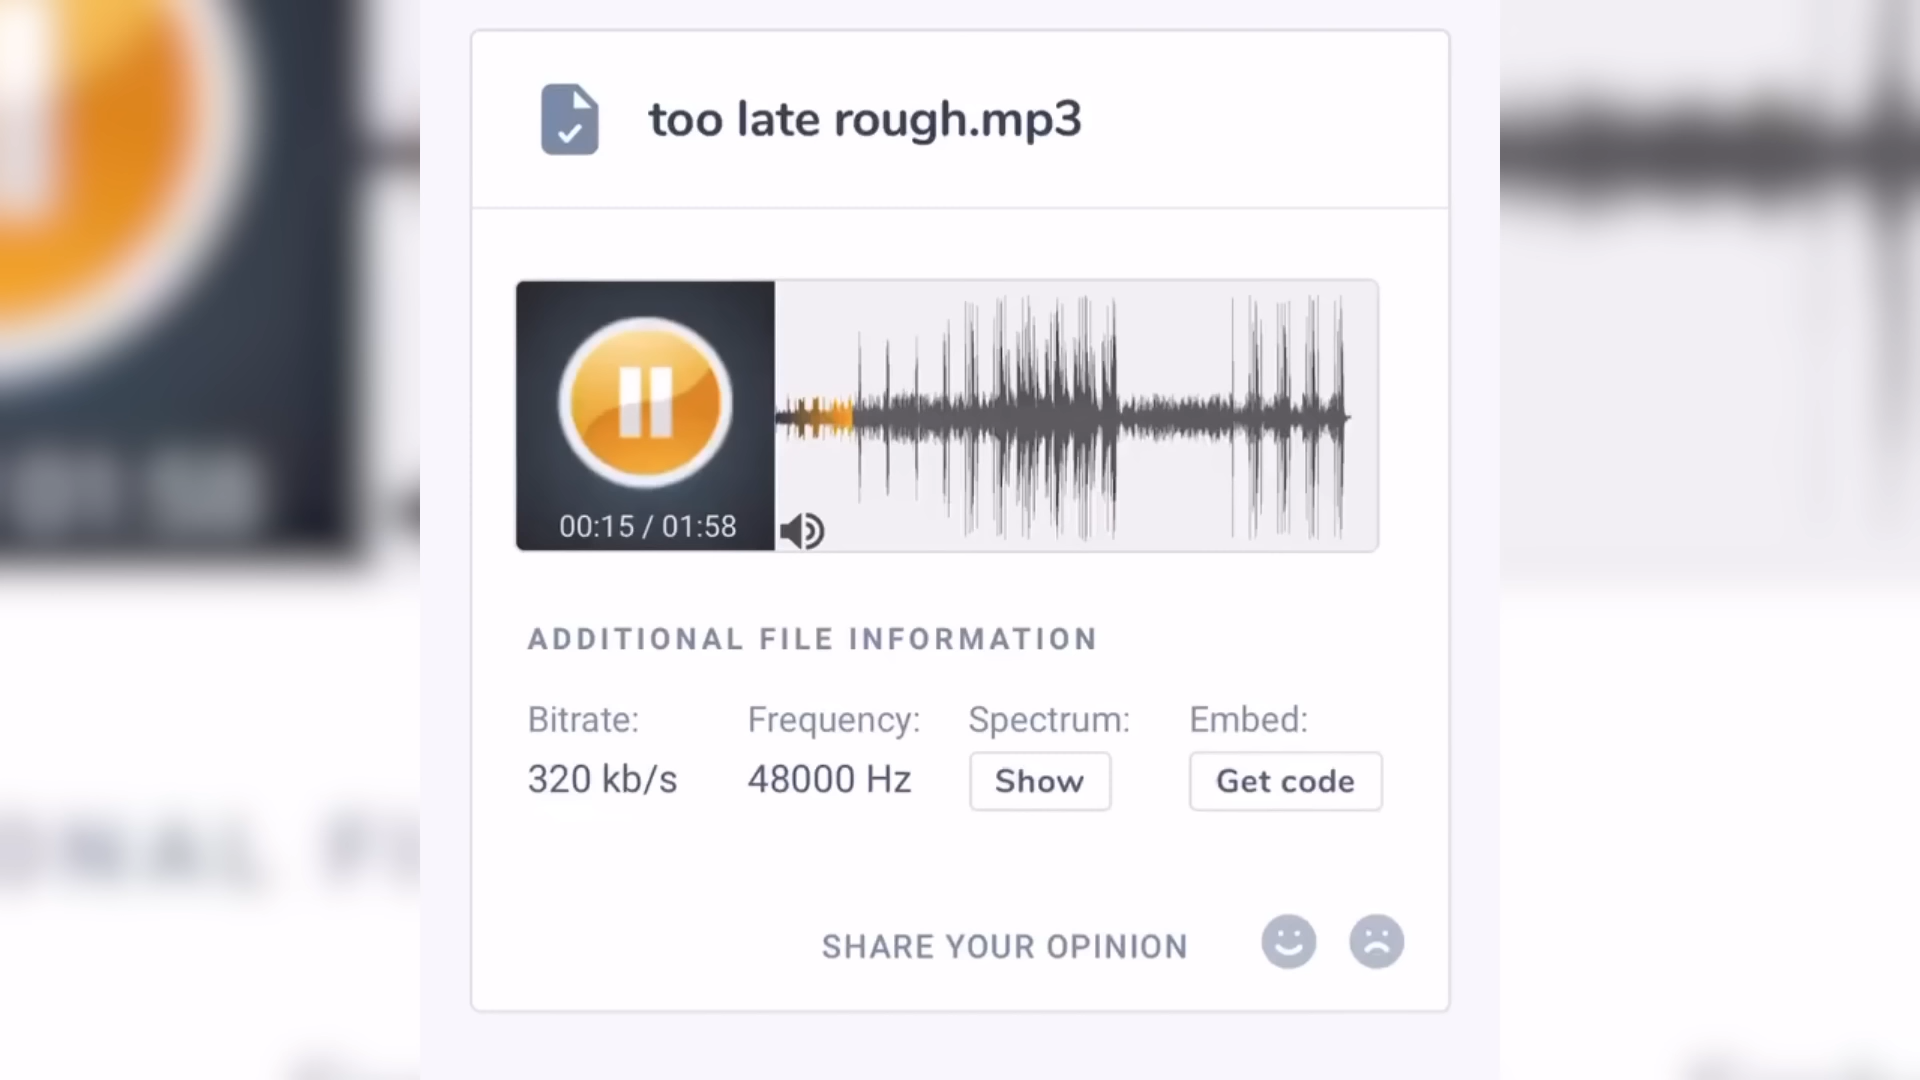 too late rough.mp3
00:15 / 01:58
ADDITIONAL FILE INFORMATION
Bitrate: Frequency: Spectrum: Embed:
320 kb/s 48000 Hz Show Get code
SHARE YOUR OPINION